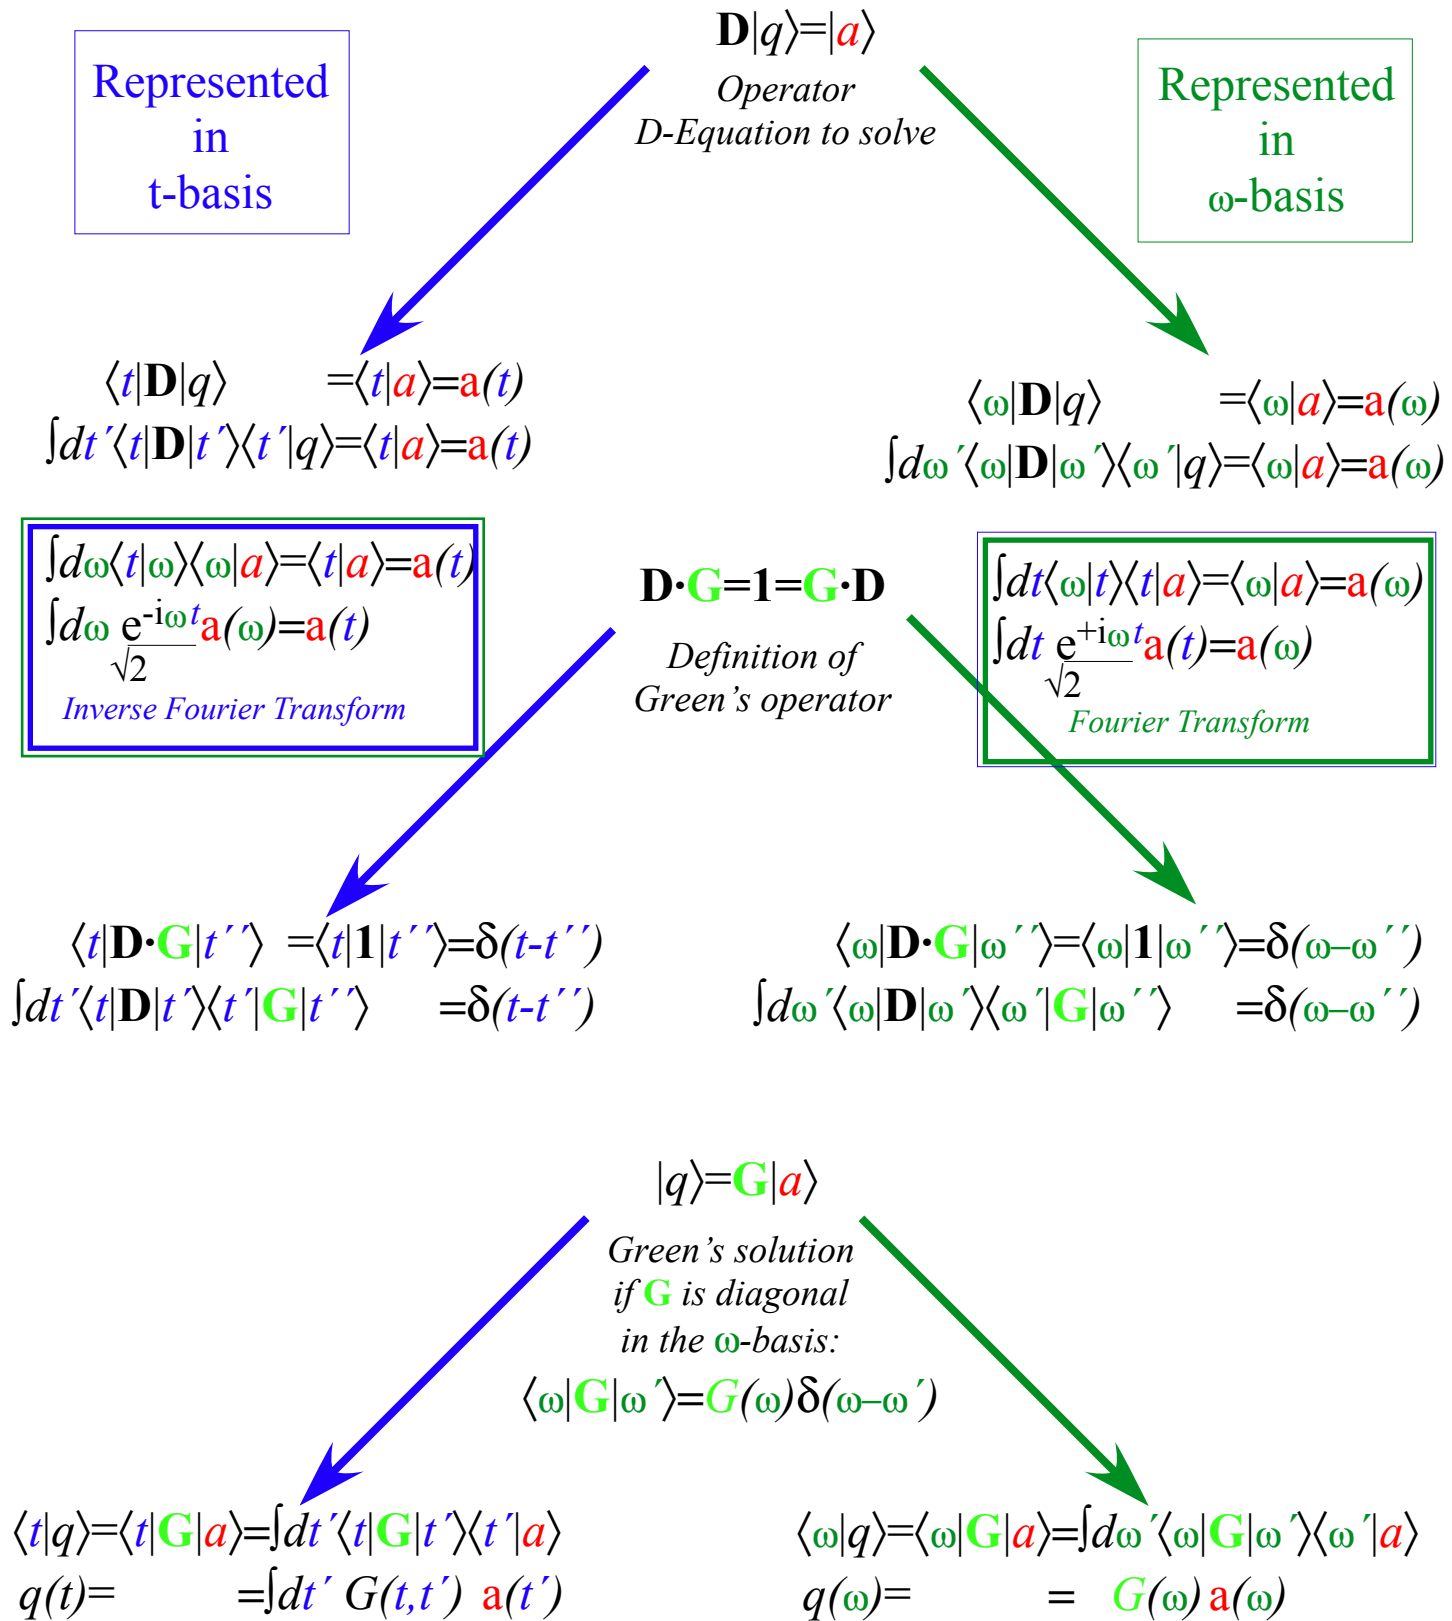 D|q⟩=|a⟩
Operator
D-Equation to solve
Represented
in
t-basis
Represented
in
ω-basis
⟨t|D|q⟩ =⟨t|a⟩=a(t)
∫dt´⟨t|D|t´⟩⟨t´|q⟩=⟨t|a⟩=a(t)
⟨ω|D|q⟩ =⟨ω|a⟩=a(ω)
∫dω´⟨ω|D|ω´⟩⟨ω´|q⟩=⟨ω|a⟩=a(ω)
∫dω⟨t|ω⟩⟨ω|a⟩=⟨t|a⟩=a(t)
∫dω e^-iωt a(ω)=a(t)
√2
Inverse Fourier Transform
D·G=1=G·D
Definition of
Green’s operator
∫dt⟨ω|t⟩⟨t|a⟩=⟨ω|a⟩=a(ω)
∫dt e^+iωt a(t)=a(ω)
√2
Fourier Transform
⟨t|D·G|t´´⟩ =⟨t|1|t´´⟩=δ(t-t´´)
∫dt´⟨t|D|t´⟩⟨t´|G|t´´⟩ =δ(t-t´´)
⟨ω|D·G|ω´´⟩=⟨ω|1|ω´´⟩=δ(ω–ω´´)
∫dω´⟨ω|D|ω´⟩⟨ω´|G|ω´´⟩ =δ(ω–ω´´)
|q⟩=G|a⟩
Green’s solution
if G is diagonal
in the ω-basis:
⟨ω|G|ω´⟩=G(ω)δ(ω–ω´)
⟨t|q⟩=⟨t|G|a⟩=∫dt´⟨t|G|t´⟩⟨t´|a⟩
q(t)= =∫dt´ G(t,t´) a(t´)
⟨ω|q⟩=⟨ω|G|a⟩=∫dω´⟨ω|G|ω´⟩⟨ω´|a⟩
q(ω)= = G(ω) a(ω)